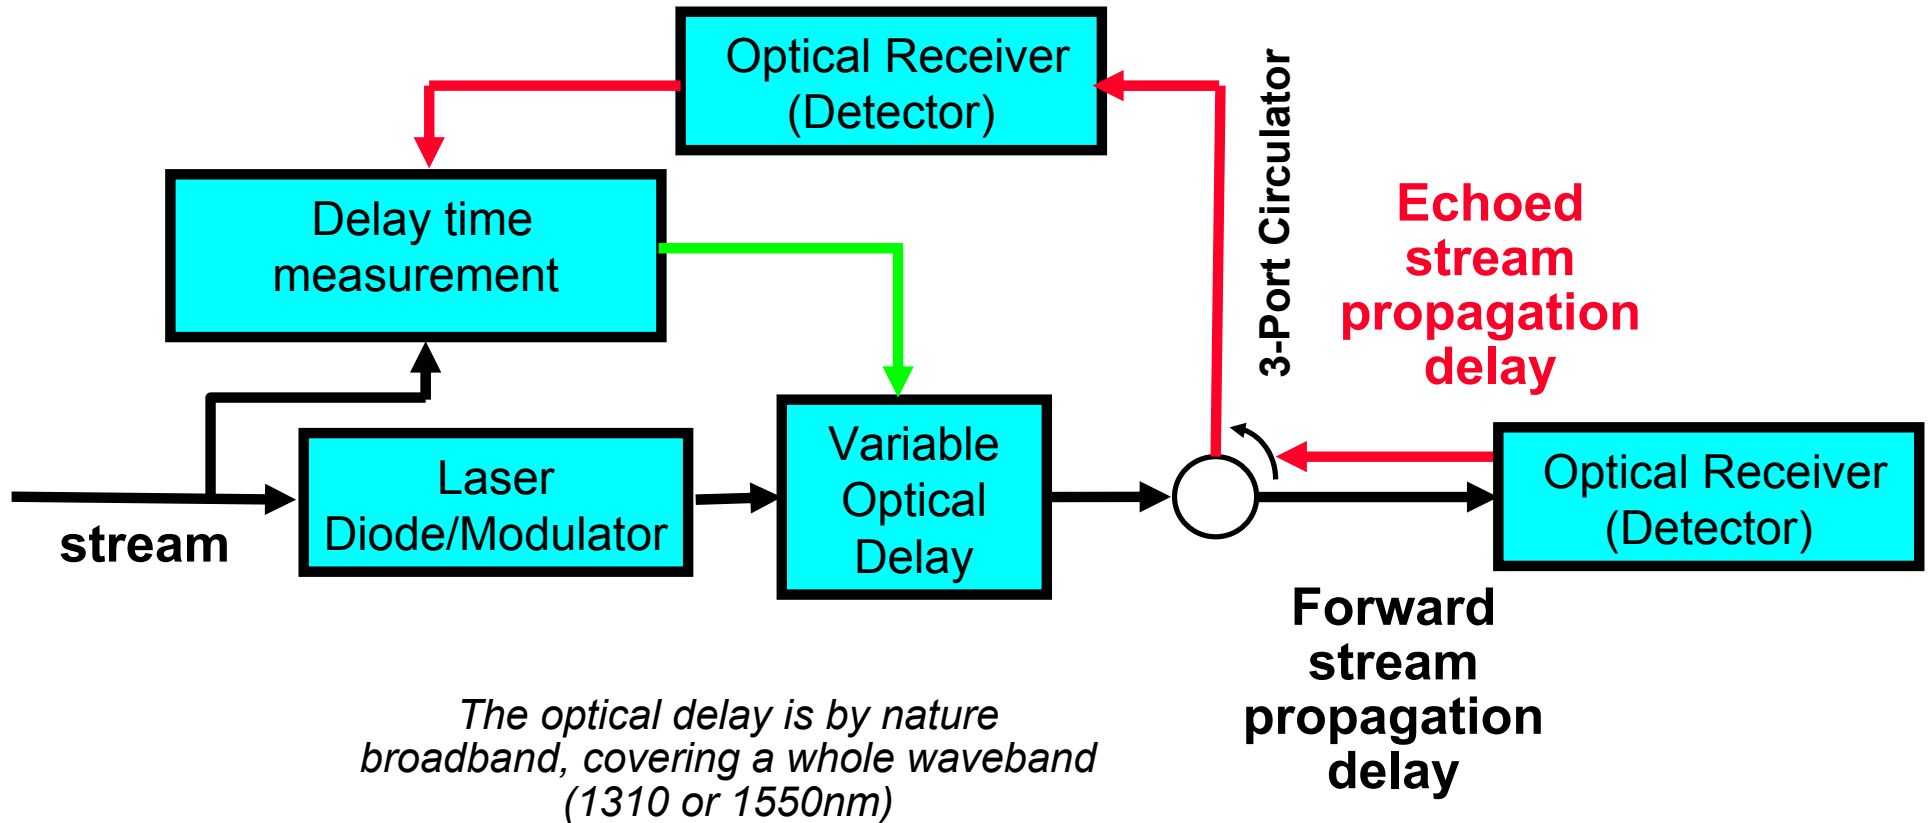 Optical Receiver
(Detector)
3-Port Circulator
Delay time
measurement
Echoed
stream
propagation
delay
stream
Laser
Diode/Modulator
Variable
Optical
Delay
Optical Receiver
(Detector)
Forward
stream
propagation
delay
The optical delay is by nature
broadband, covering a whole waveband
(1310 or 1550nm)